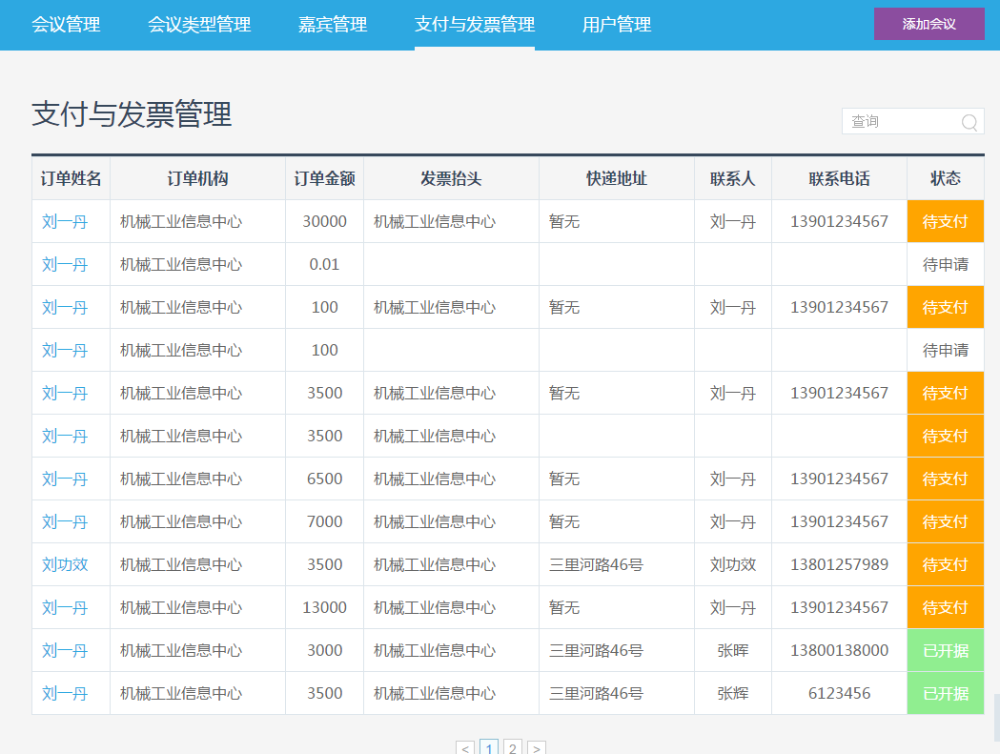 会议管理 会议类型管理 嘉宾管理 支付与发票管理 用户管理 添加会议
支付与发票管理
查询
订单姓名 订单机构 订单金额 发票抬头 快递地址 联系人 联系电话 状态
刘一丹 机械工业信息中心 30000 机械工业信息中心 暂无 刘一丹 13901234567 待支付
刘一丹 机械工业信息中心 0.01 待申请
刘一丹 机械工业信息中心 100 机械工业信息中心 暂无 刘一丹 13901234567 待支付
刘一丹 机械工业信息中心 100 待申请
刘一丹 机械工业信息中心 3500 机械工业信息中心 暂无 刘一丹 13901234567 待支付
刘一丹 机械工业信息中心 3500 机械工业信息中心 待支付
刘一丹 机械工业信息中心 6500 机械工业信息中心 暂无 刘一丹 13901234567 待支付
刘一丹 机械工业信息中心 7000 机械工业信息中心 暂无 刘一丹 13901234567 待支付
刘功效 机械工业信息中心 3500 机械工业信息中心 三里河路46号 刘功效 13801257989 待支付
刘一丹 机械工业信息中心 13000 机械工业信息中心 暂无 刘一丹 13901234567 待支付
刘一丹 机械工业信息中心 3000 机械工业信息中心 三里河路46号 张晖 13800138000 已开据
刘一丹 机械工业信息中心 3500 机械工业信息中心 三里河路46号 张辉 6123456 已开据
< 1 2 >